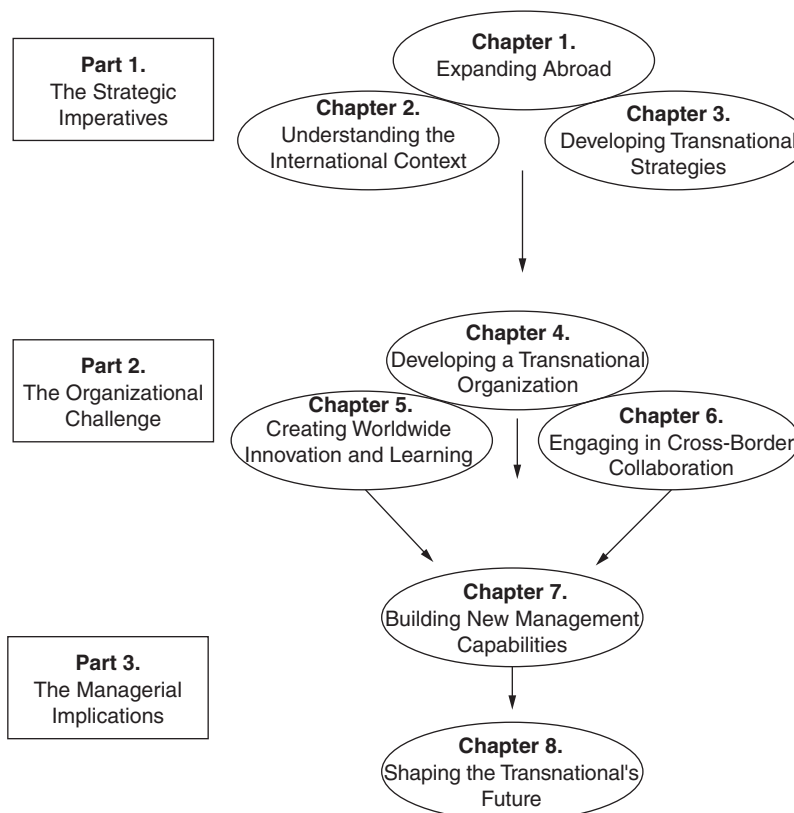 Part 1.
The Strategic
Imperatives
Chapter 1.
Expanding Abroad
Chapter 2.
Understanding the
International Context
Chapter 3.
Developing Transnational
Strategies
Part 2.
The Organizational
Challenge
Chapter 4.
Developing a Transnational
Organization
Chapter 5.
Creating Worldwide
Innovation and Learning
Chapter 6.
Engaging in Cross-Border
Collaboration
Part 3.
The Managerial
Implications
Chapter 7.
Building New Management
Capabilities
Chapter 8.
Shaping the Transnational's
Future